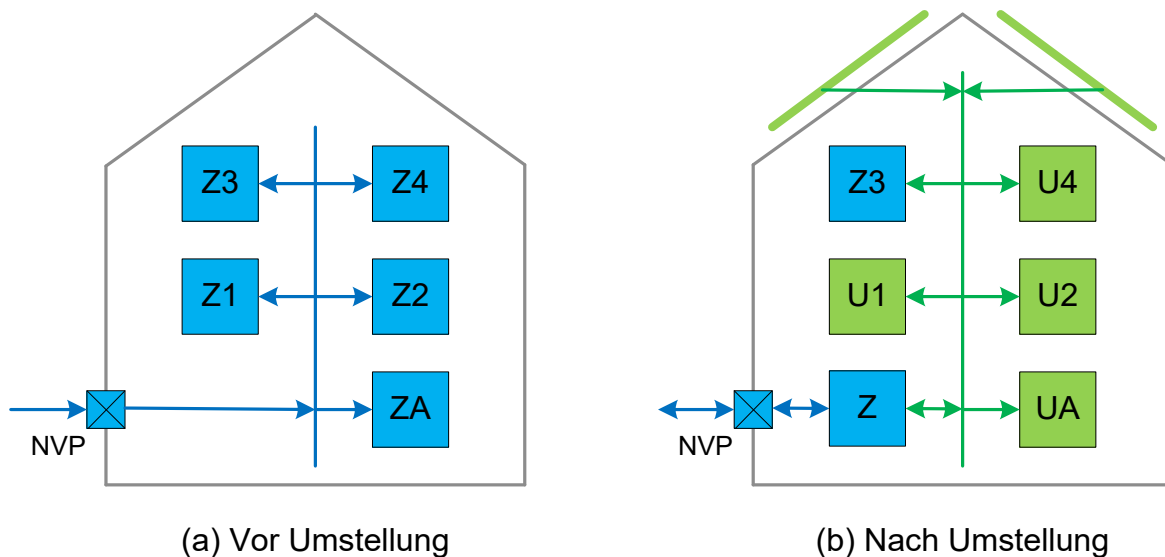 Z3 Z4
Z1 Z2
ZA
NVP
(a) Vor Umstellung
Z3 U4
U1 U2
Z UA
NVP
(b) Nach Umstellung